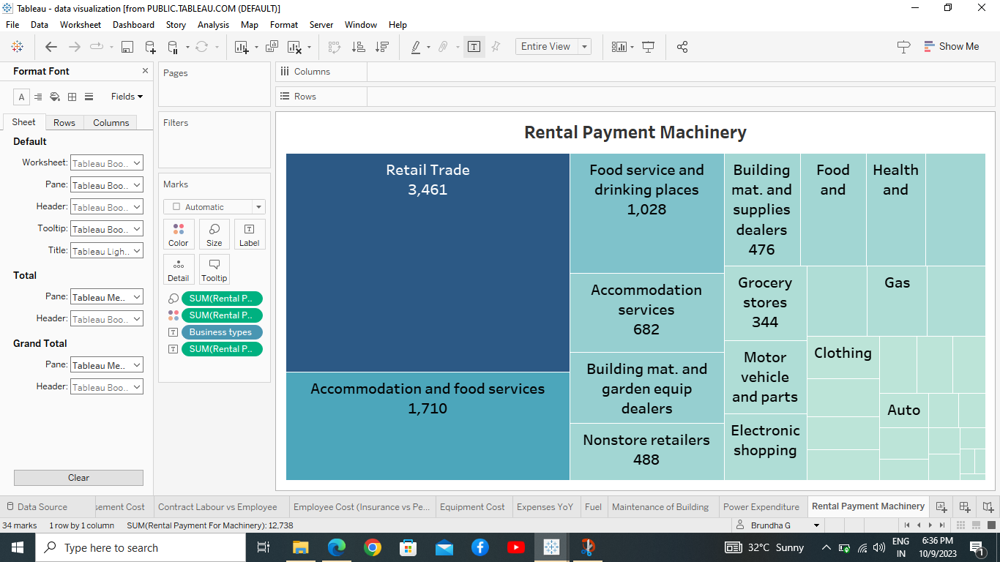 Tableau - data visualization [from PUBLIC.TABLEAU.COM (DEFAULT)]
File Data Worksheet Dashboard Story Analysis Map Format Server Window Help
Entire View
Show Me
Format Font
Fields
Sheet Rows Columns
Default
Worksheet: Tableau Boo..
Pane: Tableau Boo..
Header: Tableau Boo..
Tooltip: Tableau Boo..
Title: Tableau Ligh..
Total
Pane: Tableau Me..
Header: Tableau Boo..
Grand Total
Pane: Tableau Me..
Header: Tableau Boo..
Clear
Pages
Filters
Marks
Automatic
Color Size Label
Detail Tooltip
SUM(Rental P..
SUM(Rental P..
Business types
SUM(Rental P..
Columns
Rows
Rental Payment Machinery
Retail Trade
3,461
Accommodation and food services
1,710
Food service and
drinking places
1,028
Accommodation
services
682
Building mat. and
garden equip
dealers
Nonstore retailers
488
Building
mat. and
supplies
dealers
476
Grocery
stores
344
Motor
vehicle
and parts
Electronic
shopping
Food
and
Health
and
Gas
Clothing
Auto
Data Source sement Cost Contract Labour vs Employee Employee Cost (Insurance vs Pe... Equipment Cost Expenses YoY Fuel Maintenance of Building Power Expenditure Rental Payment Machinery
34 marks 1 row by 1 column SUM(Rental Payment For Machinery): 12,738 Brundha G
Type here to search
32°C Sunny
ENG
IN
6:36 PM
10/9/2023
1